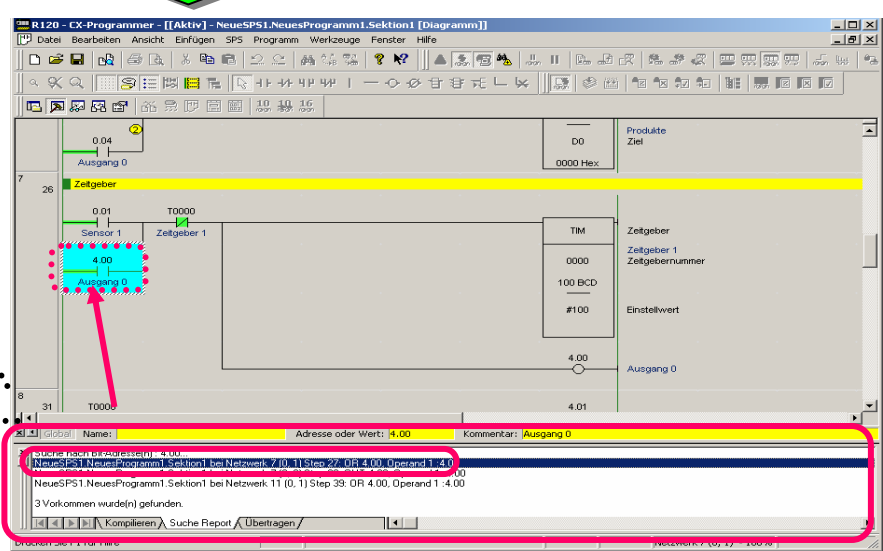 R120 - CX-Programmer - [[Aktiv] - NeueSPS1.NeuesProgramm1.Sektion1 [Diagramm]]
Datei Bearbeiten Ansicht Einfügen SPS Programm Werkzeuge Fenster Hilfe
10 10 16
2
0.04
Ausgang 0
D0
0000 Hex
Produkte
Ziel
7
26
Zeitgeber
0.01 T0000
Sensor 1 Zeitgeber 1
TIM Zeitgeber
4.00
Ausgang 0
0000
Zeitgeber 1
Zeitgebernummer
100 BCD
#100 Einstellwert
4.00
Ausgang 0
8
31 T0000 4.01
Global Name: Adresse oder Wert: 4.00 Kommentar: Ausgang 0
Suche nach Bit-Adresse(n) : 4.00...
NeueSPS1.NeuesProgramm1.Sektion1 bei Netzwerk 7 (0, 1) Step 27: OR 4.00, Operand 1 :4.0
NeueSPS1.NeuesProgramm1.Sektion1 bei Netzwerk 11 (0, 1) Step 39: OR 4.00, Operand 1 :4.00
3 Vorkommen wurde(n) gefunden.
Kompilieren Suche Report Übertragen